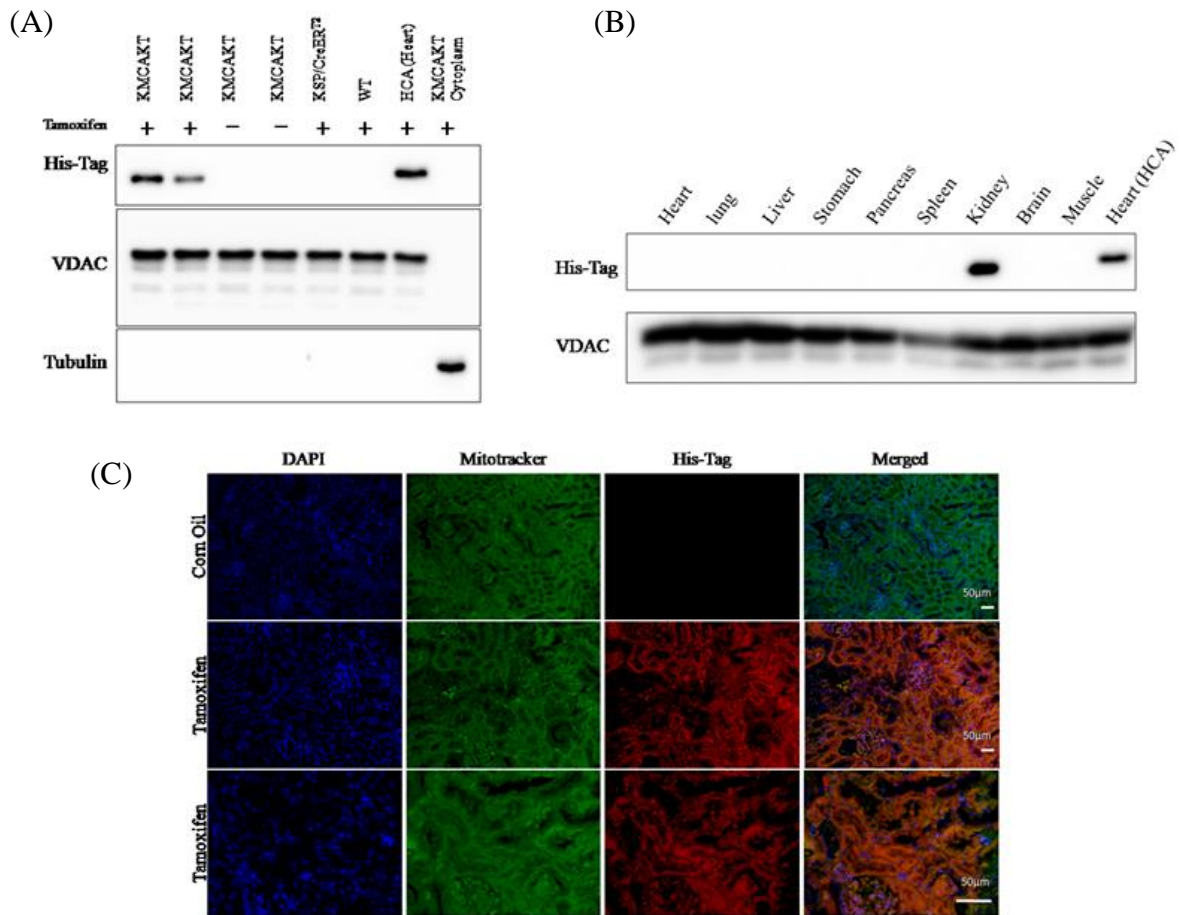 (A)
KMCAKT
KMCAKT
KMCAKT
KMCAKT
KSP/CreERT2
WT
HCA (Heart)
KMCAKT
Cytoplasm
Tamoxifen + + − − + + + +
His-Tag
VDAC
Tubulin
(B)
Heart
lung
Liver
Stomach
Pancreas
Spleen
Kidney
Brain
Muscle
Heart (HCA)
His-Tag
VDAC
(C)
DAPI Mitotracker His-Tag Merged
Corn Oil
50μm
Tamoxifen
50μm
Tamoxifen
50μm